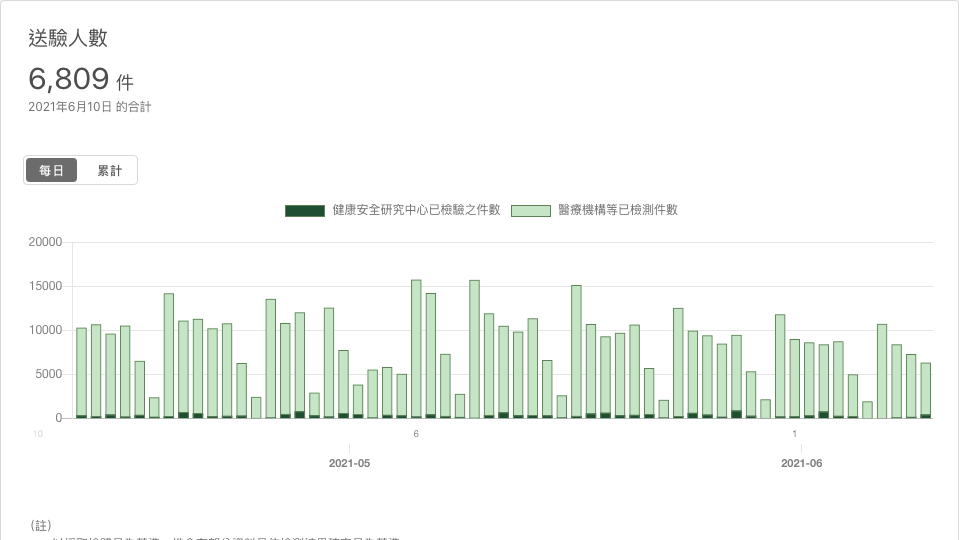 送驗人數
6,809 件
2021年6月10日 的合計
每日 累計
健康安全研究中心已檢驗之件數 醫療機構等已檢測件數
20000
15000
10000
5000
0
10 6 1
2021-05 2021-06
(註)